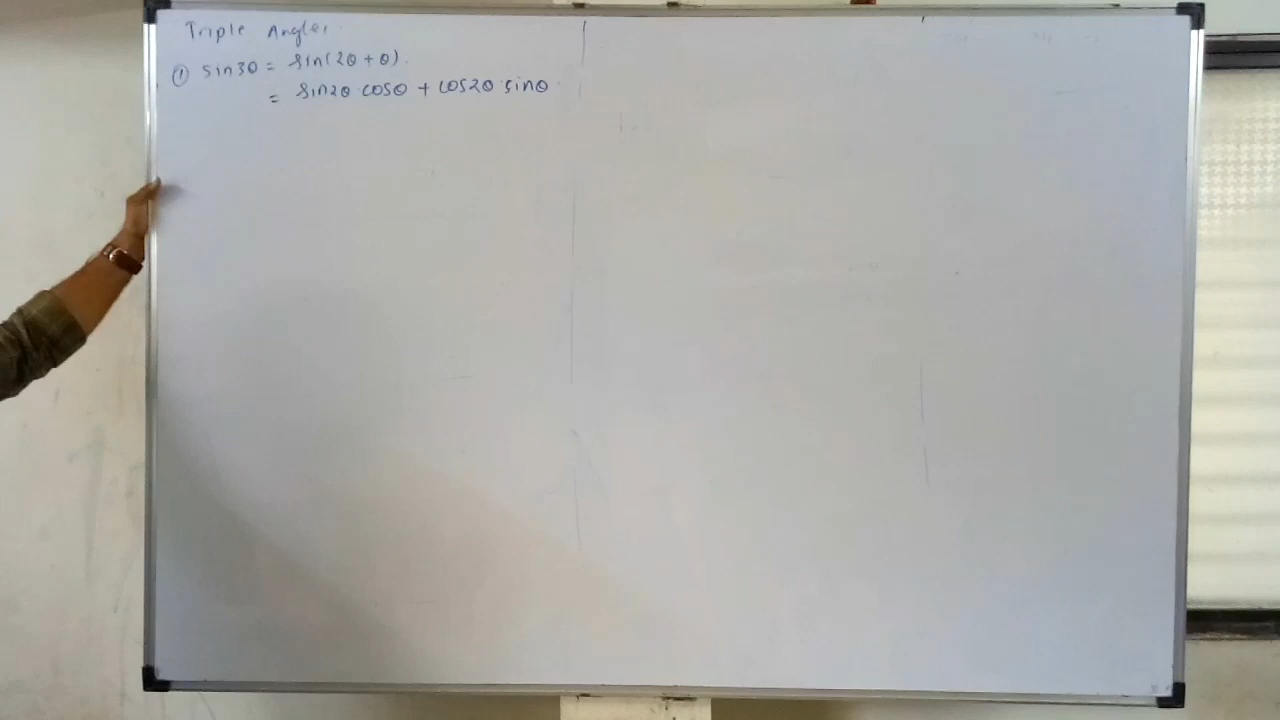 Triple Angles.
① sin3θ = sin(2θ + θ).
= sin2θ·cosθ + cos2θ·sinθ.